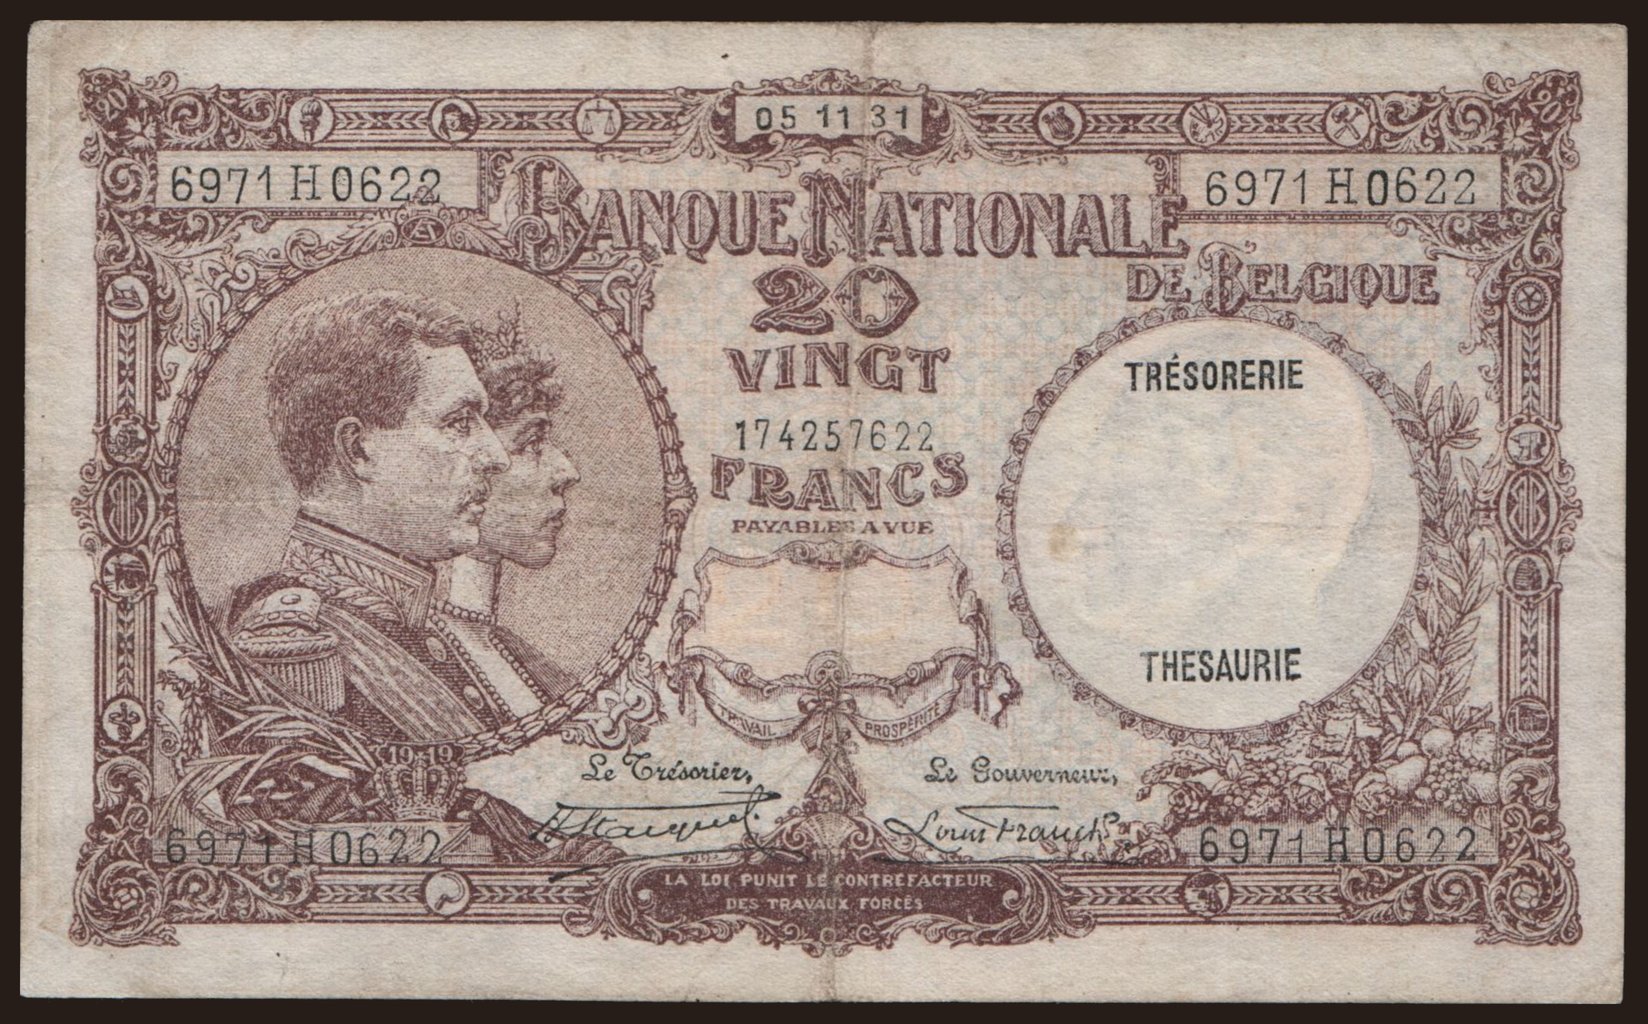 05 11 31
6971 H 0622
6971 H 0622
BANQUE NATIONALE
DE BELGIQUE
20
VINGT
174257622
FRANCS
PAYABLES A VUE
TRÉSORERIE
THESAURIE
TRAVAIL PROSPÉRITÉ
1919
Le Trésorier,
Le Gouverneur,
Louis Franck
6971 H 0622
6971 H 0622
LA LOI PUNIT LE CONTREFACTEUR
DES TRAVAUX FORCÉS